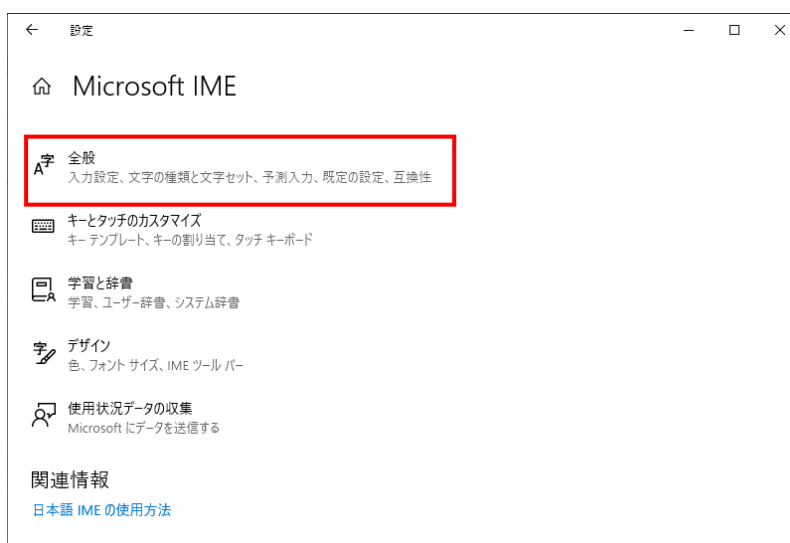 設定
Microsoft IME
全般
入力設定、文字の種類と文字セット、予測入力、既定の設定、互換性
キーとタッチのカスタマイズ
キー テンプレート、キーの割り当て、タッチ キーボード
学習と辞書
学習、ユーザー辞書、システム辞書
デザイン
色、フォント サイズ、IME ツール バー
使用状況データの収集
Microsoft にデータを送信する
関連情報
日本語 IME の使用方法